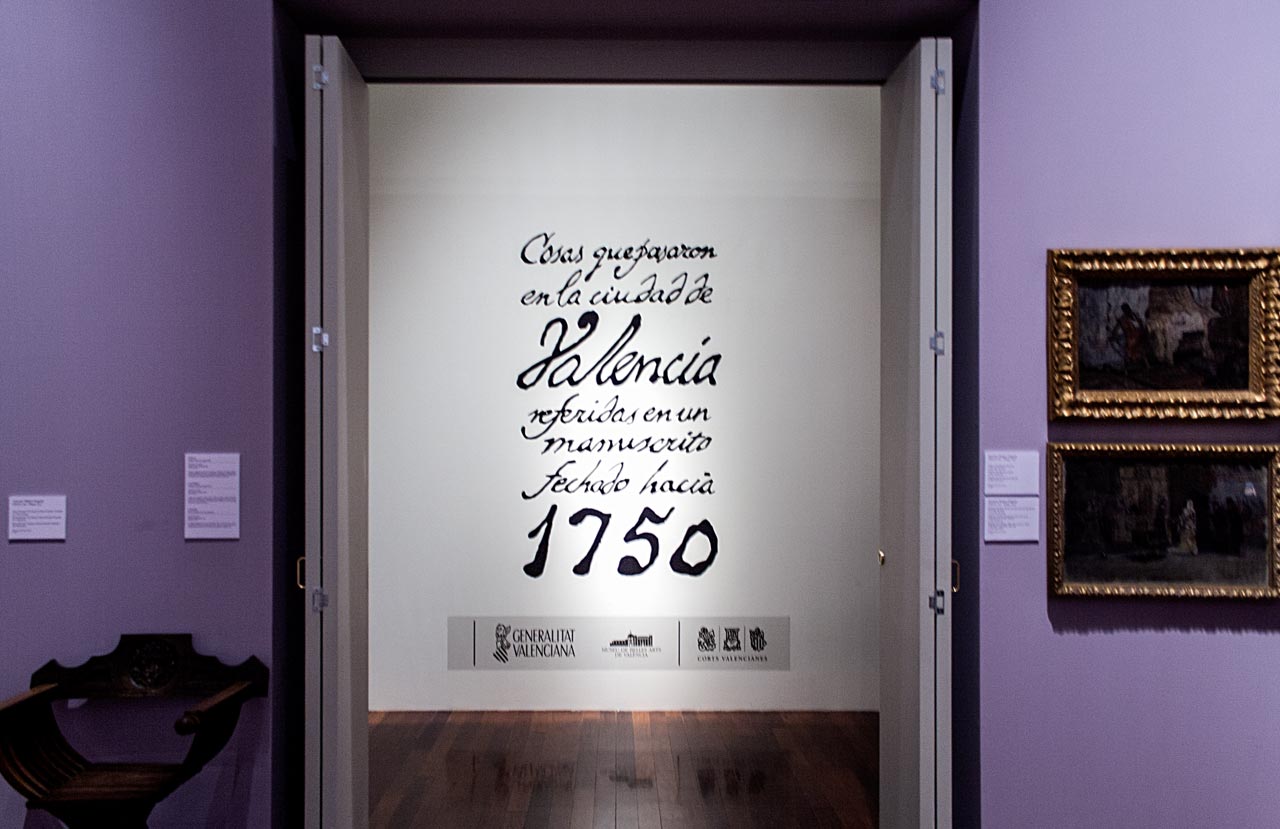 Cosas que pasaron
en la ciudad de
Valencia
referidas en un
manuscrito
fechado hacia
1750
GENERALITAT
VALENCIANA
MUSEU DE BELLES ARTS
DE VALÈNCIA
CORTS VALENCIANES